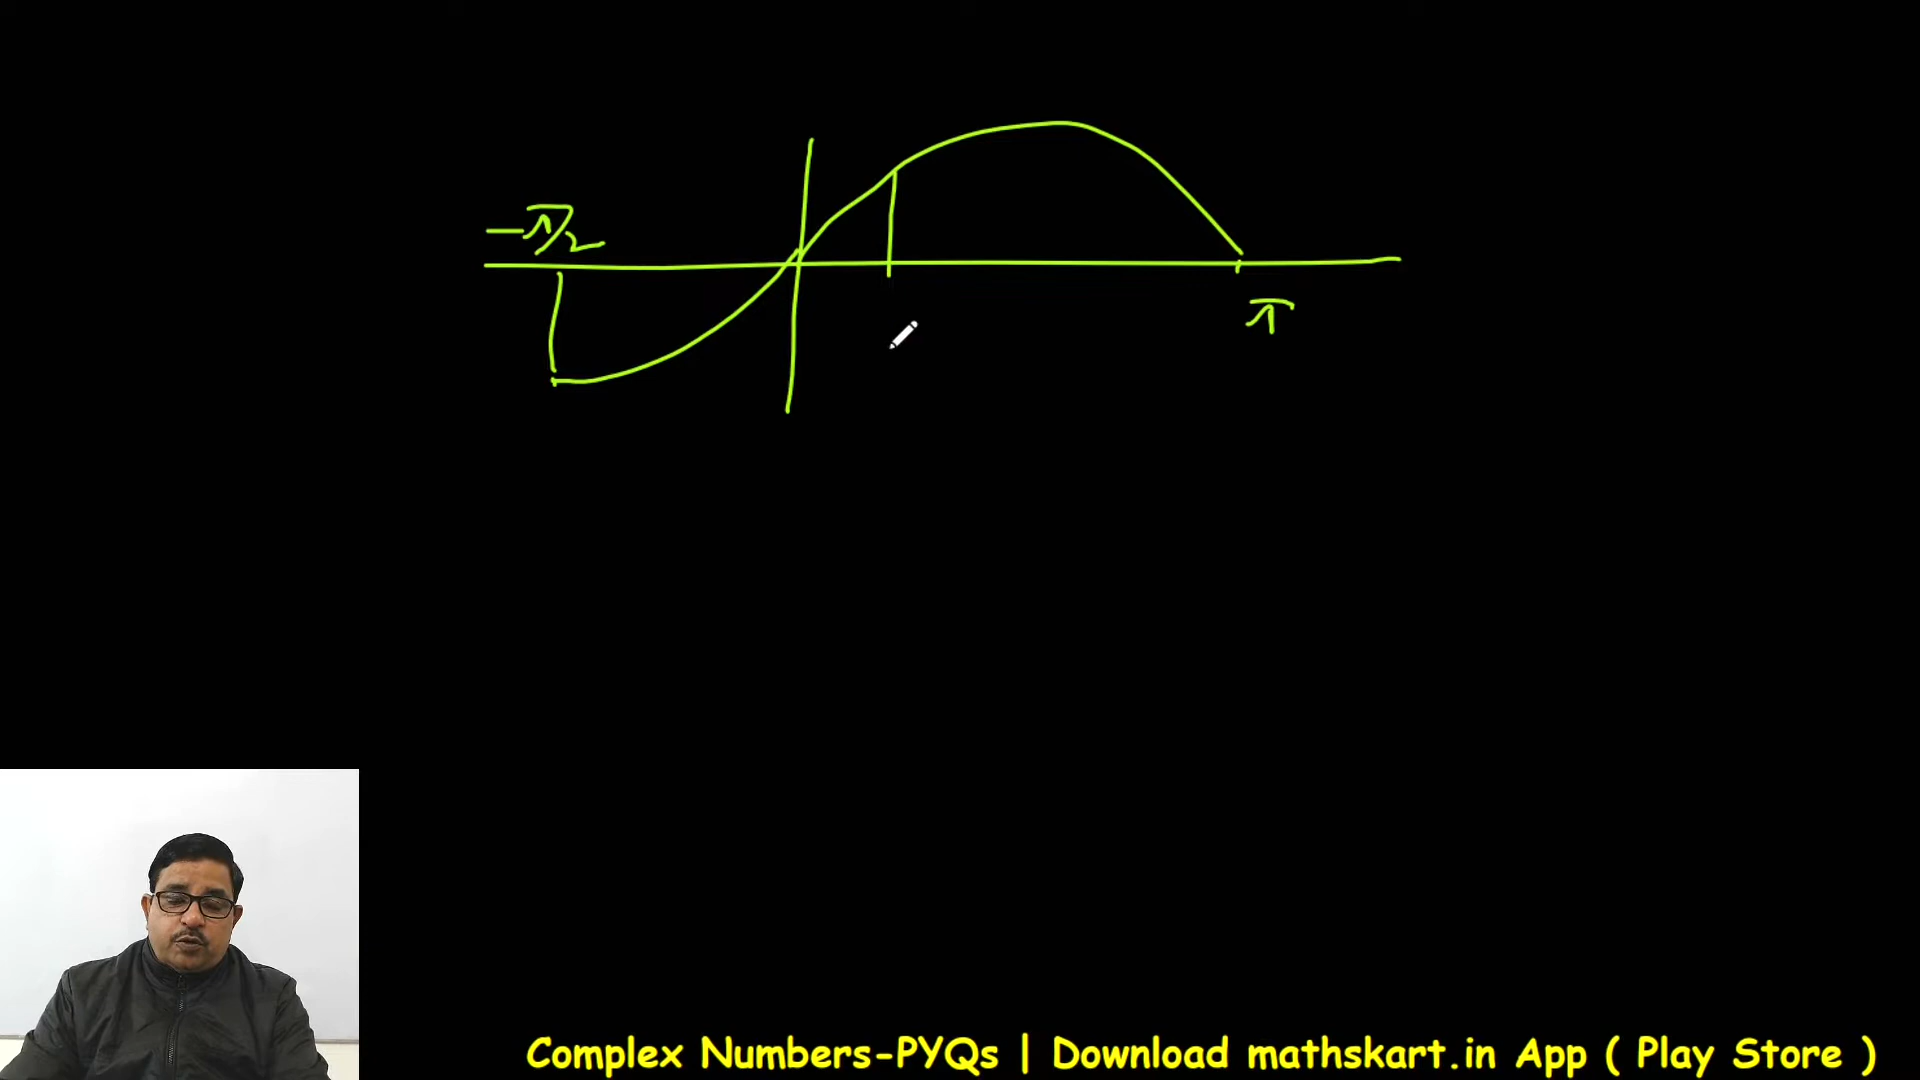 -π/2
π
Complex Numbers-PYQs | Download mathskart.in App ( Play Store )